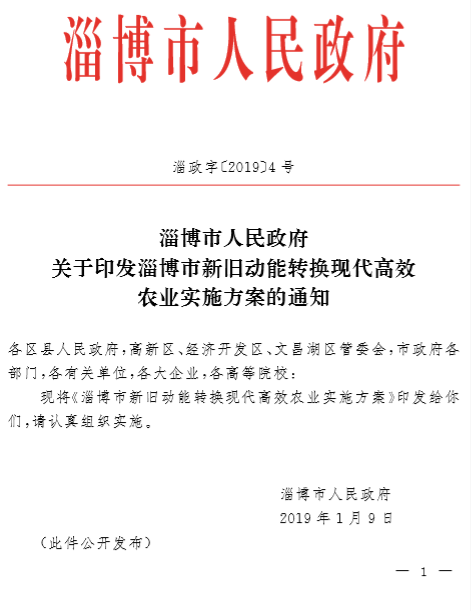 淄博市人民政府
淄政字〔2019〕4 号
淄博市人民政府
关于印发淄博市新旧动能转换现代高效
农业实施方案的通知
各区县人民政府,高新区、经济开发区、文昌湖区管委会,市政府各
部门,各有关单位,各大企业,各高等院校:
现将《淄博市新旧动能转换现代高效农业实施方案》印发给你
们,请认真组织实施。
淄博市人民政府
2019 年 1 月 9 日
(此件公开发布)
— 1 —